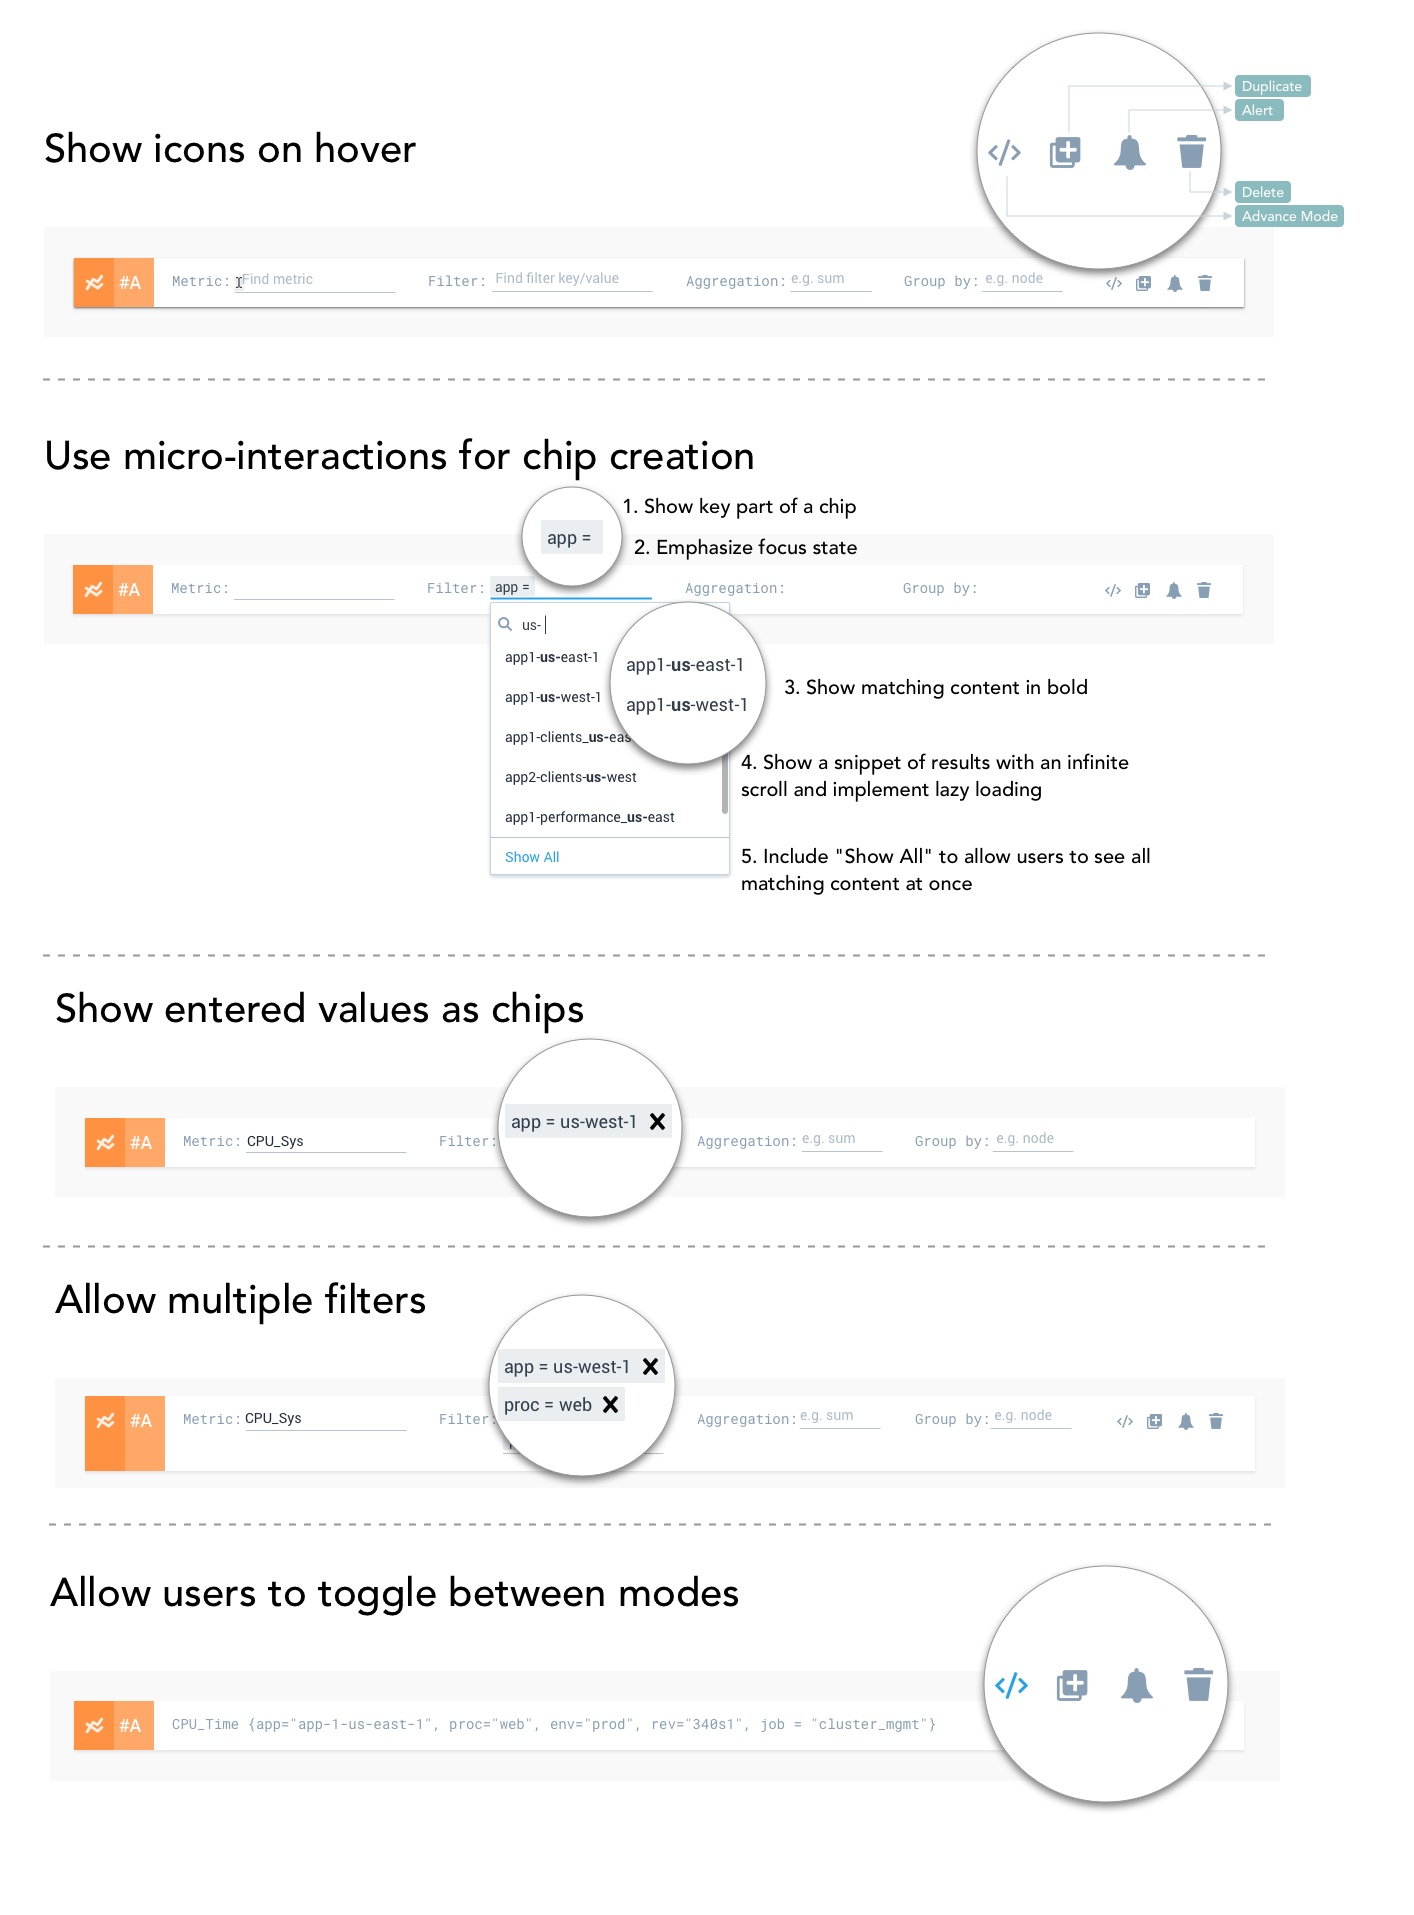 Duplicate
Alert
Show icons on hover
Delete
Advance Mode
#A Metric: Find metric Filter: Find filter key/value Aggregation: e.g. sum Group by: e.g. node
Use micro-interactions for chip creation
1. Show key part of a chip
app =
2. Emphasize focus state
#A Metric: Filter: app = Aggregation: Group by:
us-
app1-us-east-1
app1-us-east-1
3. Show matching content in bold
app1-us-west-1
app1-us-west-1
app1-clients_us-eas
4. Show a snippet of results with an infinite
scroll and implement lazy loading
app2-clients-us-west
app1-performance_us-east
Show All
5. Include "Show All" to allow users to see all
matching content at once
Show entered values as chips
app = us-west-1
#A Metric: CPU_Sys Filter: Aggregation: e.g. sum Group by: e.g. node
Allow multiple filters
app = us-west-1
proc = web
#A Metric: CPU_Sys Filter: Aggregation: e.g. sum Group by: e.g. node
Allow users to toggle between modes
#A CPU_Time {app="app-1-us-east-1", proc="web", env="prod", rev="340s1", job = "cluster_mgmt"}